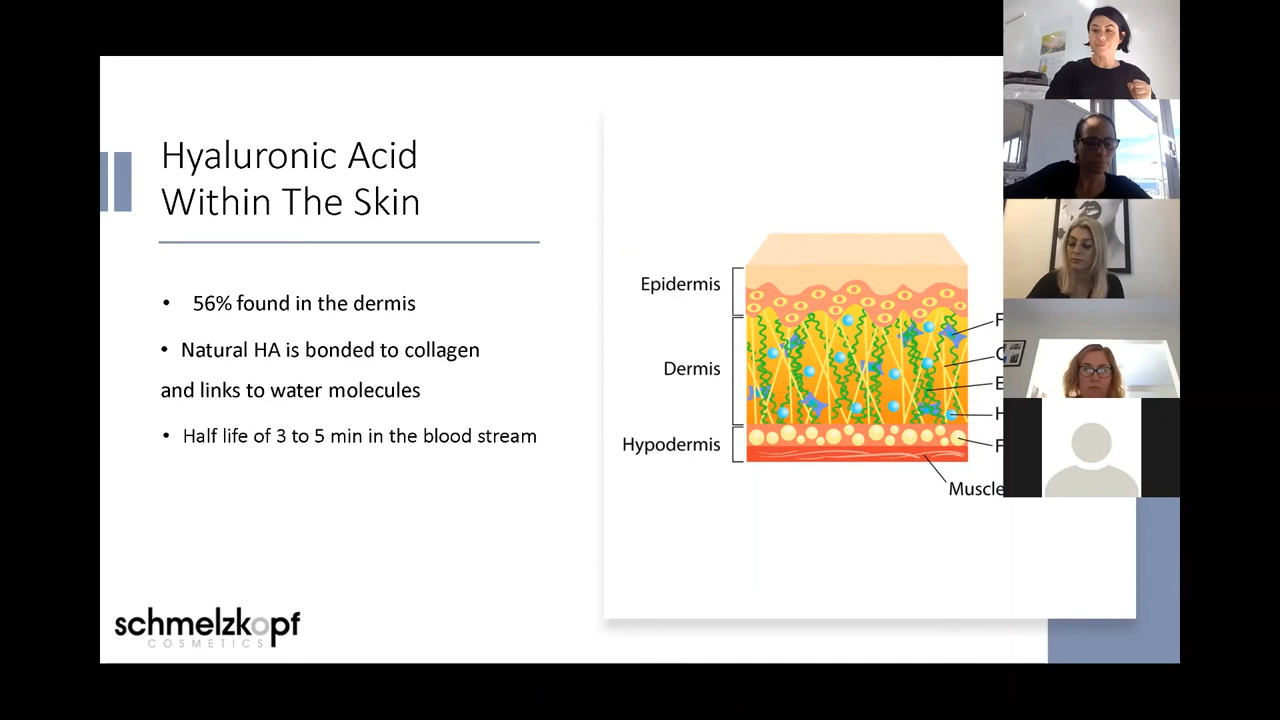 Hyaluronic Acid
Within The Skin
• 56% found in the dermis
• Natural HA is bonded to collagen
and links to water molecules
• Half life of 3 to 5 min in the blood stream
Epidermis
Dermis
Hypodermis
F
C
E
H
F
Muscle
schmelzkopf
COSMETICS